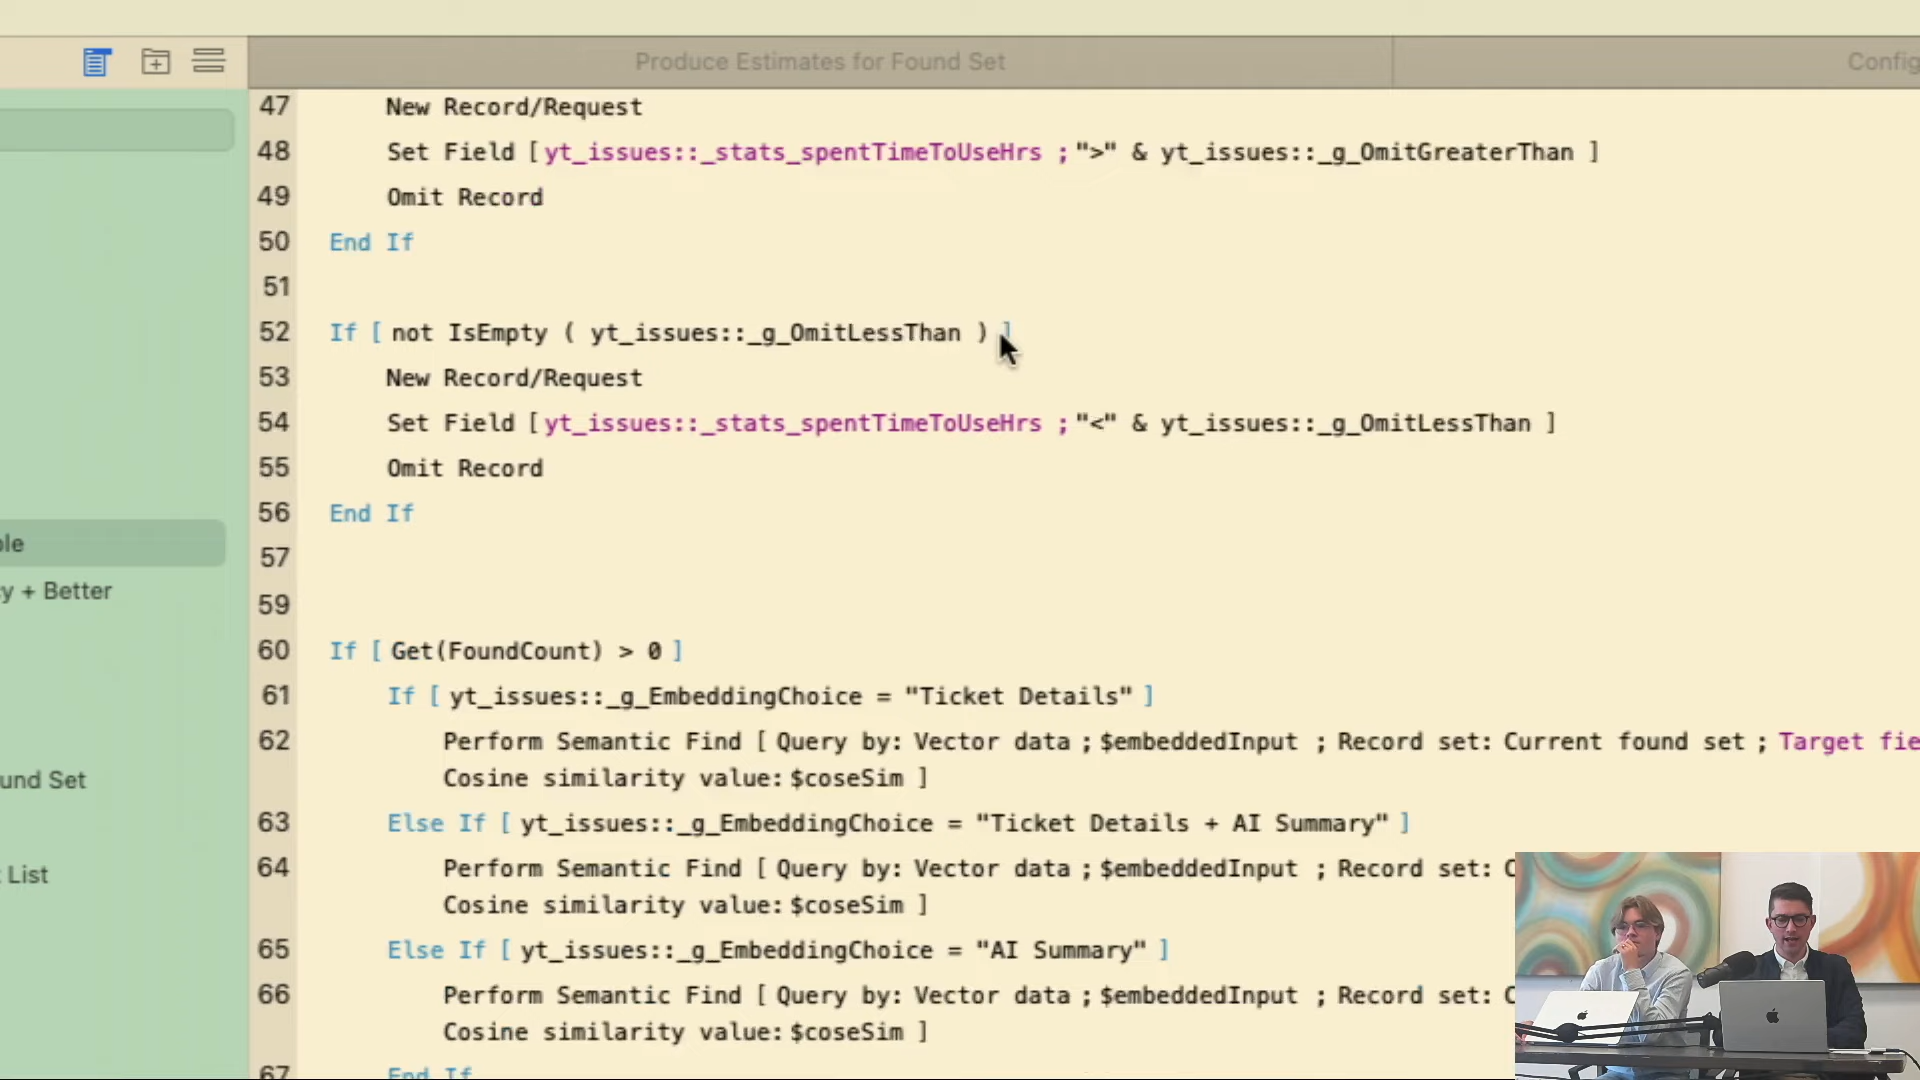 Produce Estimates for Found Set
Config
47 New Record/Request
48 Set Field [ yt_issues::_stats_spentTimeToUseHrs ; ">" & yt_issues::_g_OmitGreaterThan ]
49 Omit Record
50 End If
51
52 If [ not IsEmpty ( yt_issues::_g_OmitLessThan ) ]
53 New Record/Request
54 Set Field [ yt_issues::_stats_spentTimeToUseHrs ; "<" & yt_issues::_g_OmitLessThan ]
55 Omit Record
56 End If
ble
57
y + Better
59
60 If [ Get(FoundCount) > 0 ]
61 If [ yt_issues::_g_EmbeddingChoice = "Ticket Details" ]
62 Perform Semantic Find [ Query by: Vector data ; $embeddedInput ; Record set: Current found set ; Target fie
und Set
Cosine similarity value: $coseSim ]
63 Else If [ yt_issues::_g_EmbeddingChoice = "Ticket Details + AI Summary" ]
List
64 Perform Semantic Find [ Query by: Vector data ; $embeddedInput ; Record set: C
Cosine similarity value: $coseSim ]
65 Else If [ yt_issues::_g_EmbeddingChoice = "AI Summary" ]
66 Perform Semantic Find [ Query by: Vector data ; $embeddedInput ; Record set: C
Cosine similarity value: $coseSim ]
67 End If